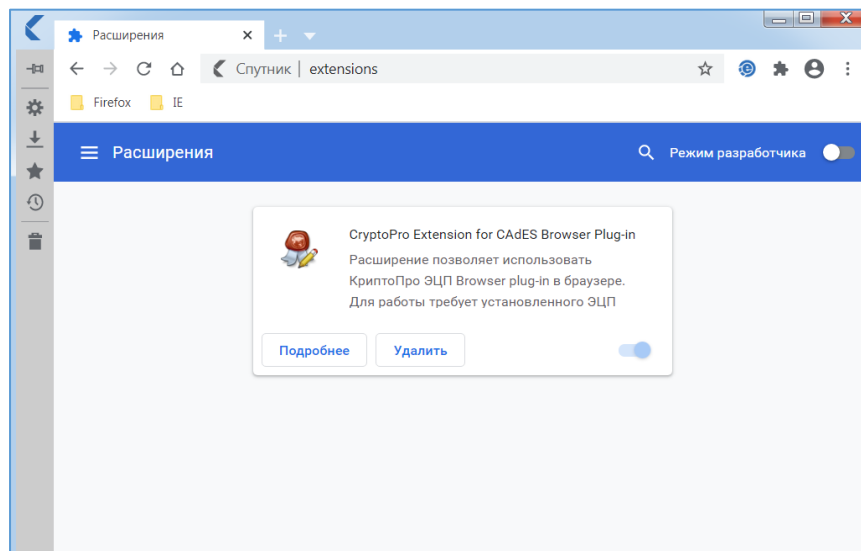 Расширения
Спутник | extensions
Firefox IE
Расширения Режим разработчика
CryptoPro Extension for CAdES Browser Plug-in
Расширение позволяет использовать
КриптоПро ЭЦП Browser plug-in в браузере.
Для работы требует установленного ЭЦП
Подробнее Удалить